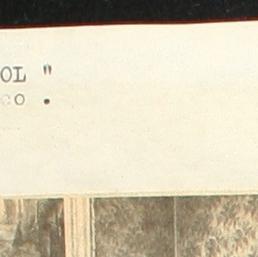 OL "
co .